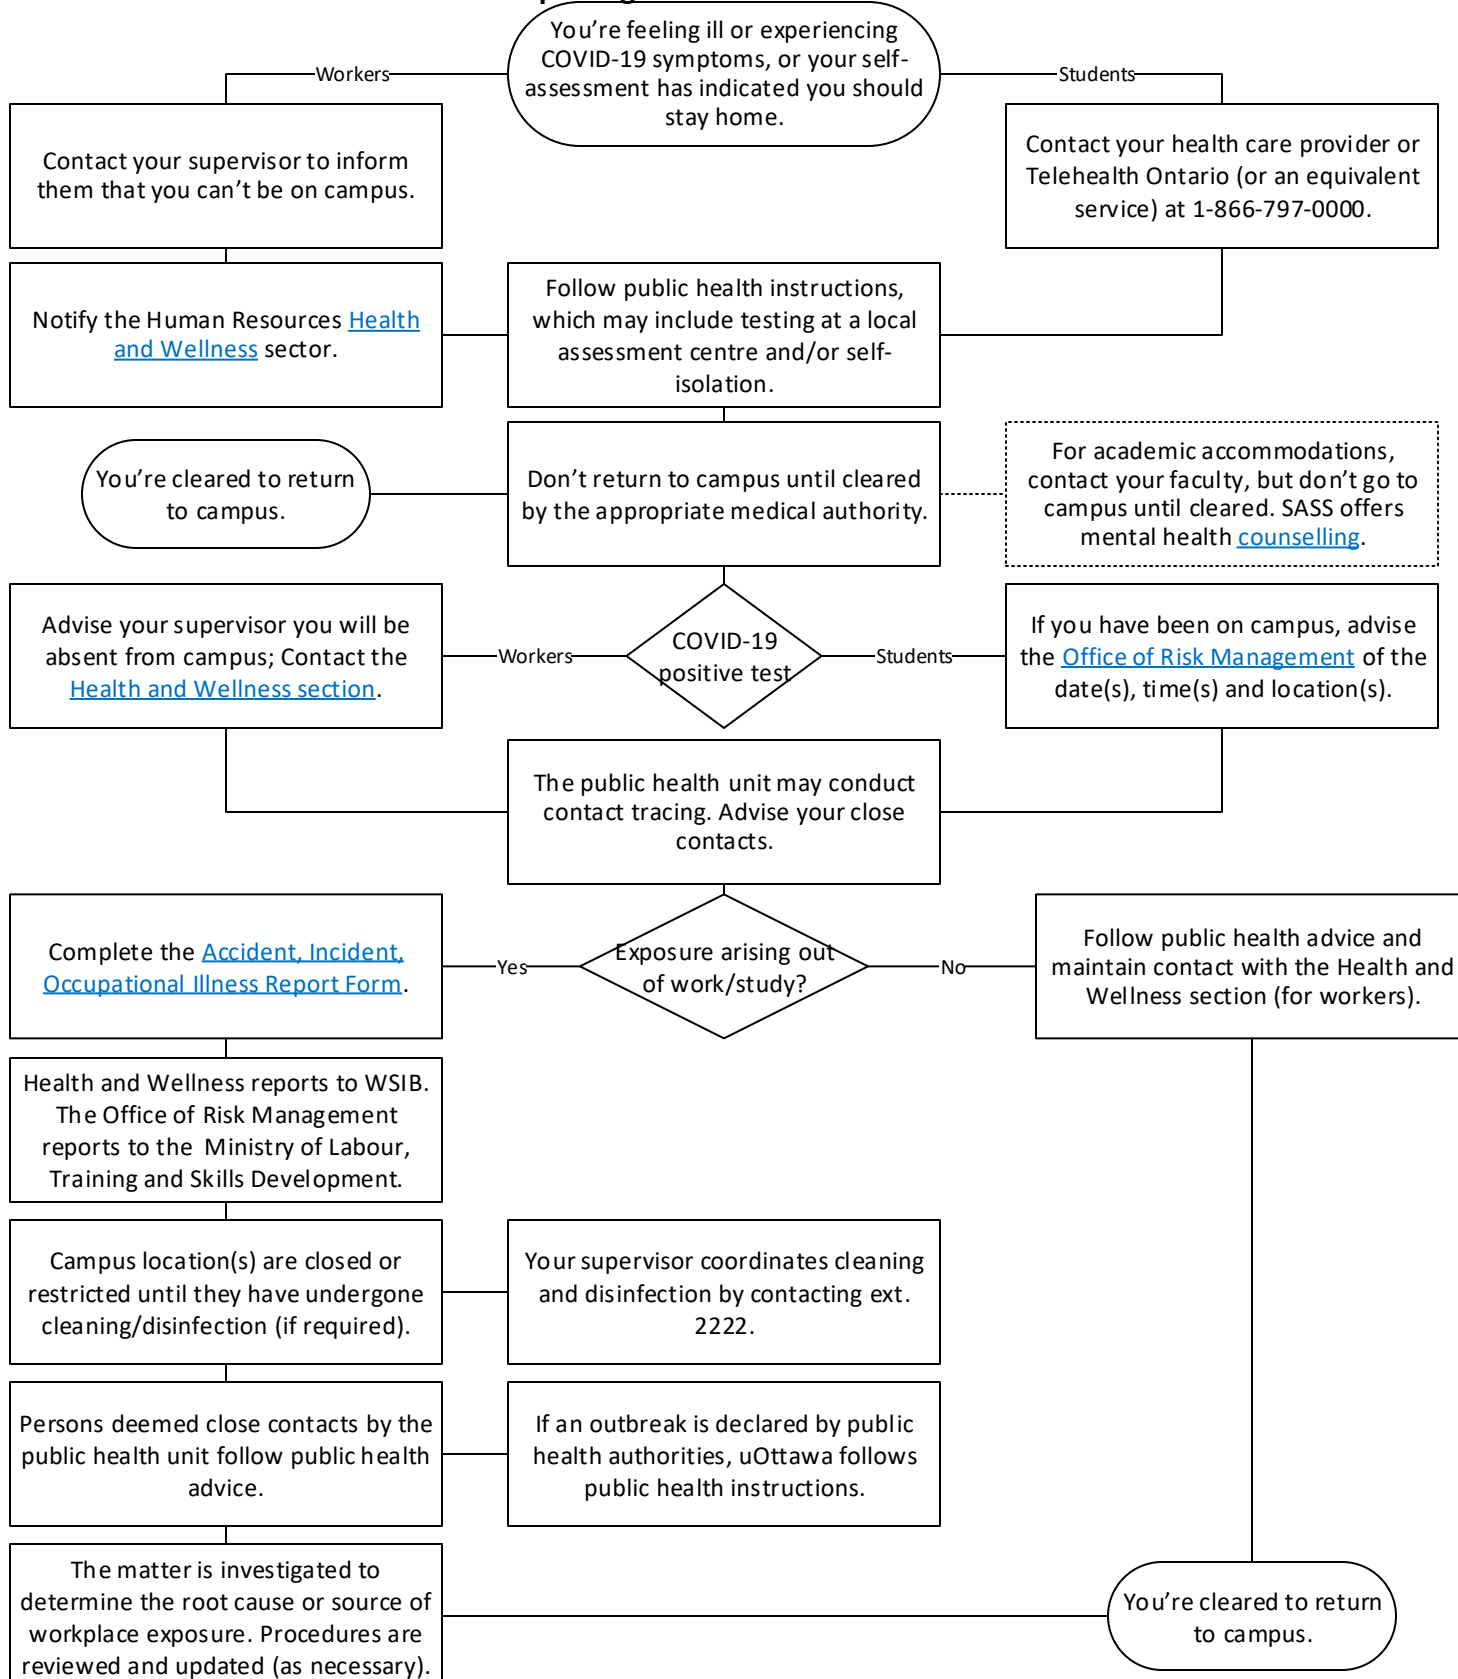 You're feeling ill or experiencing
COVID-19 symptoms, or your self-
assessment has indicated you should
stay home.
Workers
Students
Contact your supervisor to inform
them that you can't be on campus.
Contact your health care provider or
Telehealth Ontario (or an equivalent
service) at 1-866-797-0000.
Notify the Human Resources Health
and Wellness sector.
Follow public health instructions,
which may include testing at a local
assessment centre and/or self-
isolation.
You're cleared to return
to campus.
Don't return to campus until cleared
by the appropriate medical authority.
For academic accommodations,
contact your faculty, but don't go to
campus until cleared. SASS offers
mental health counselling.
Advise your supervisor you will be
absent from campus; Contact the
Health and Wellness section.
Workers
COVID-19
positive test
Students
If you have been on campus, advise
the Office of Risk Management of the
date(s), time(s) and location(s).
The public health unit may conduct
contact tracing. Advise your close
contacts.
Complete the Accident, Incident,
Occupational Illness Report Form.
Yes
Exposure arising out
of work/study?
No
Follow public health advice and
maintain contact with the Health and
Wellness section (for workers).
Health and Wellness reports to WSIB.
The Office of Risk Management
reports to the Ministry of Labour,
Training and Skills Development.
Campus location(s) are closed or
restricted until they have undergone
cleaning/disinfection (if required).
Your supervisor coordinates cleaning
and disinfection by contacting ext.
2222.
Persons deemed close contacts by the
public health unit follow public health
advice.
If an outbreak is declared by public
health authorities, uOttawa follows
public health instructions.
The matter is investigated to
determine the root cause or source of
workplace exposure. Procedures are
reviewed and updated (as necessary).
You're cleared to return
to campus.